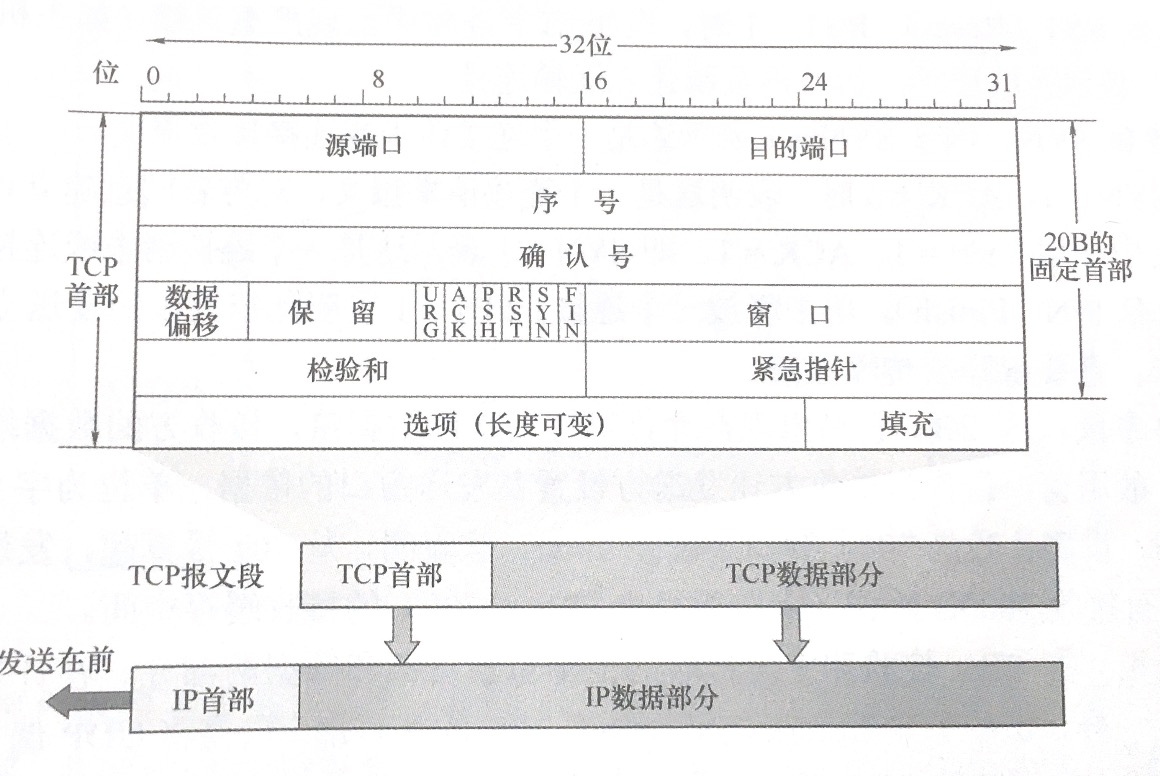 32位
位 0 8 16 24 31
源端口 目的端口
序 号
确 认 号
TCP
首部
20B的
固定首部
数据
偏移
保 留
URG
ACK
PSH
RST
SYN
FIN
窗 口
检验和 紧急指针
选项（长度可变） 填充
TCP报文段 TCP首部 TCP数据部分
发送在前
IP首部 IP数据部分